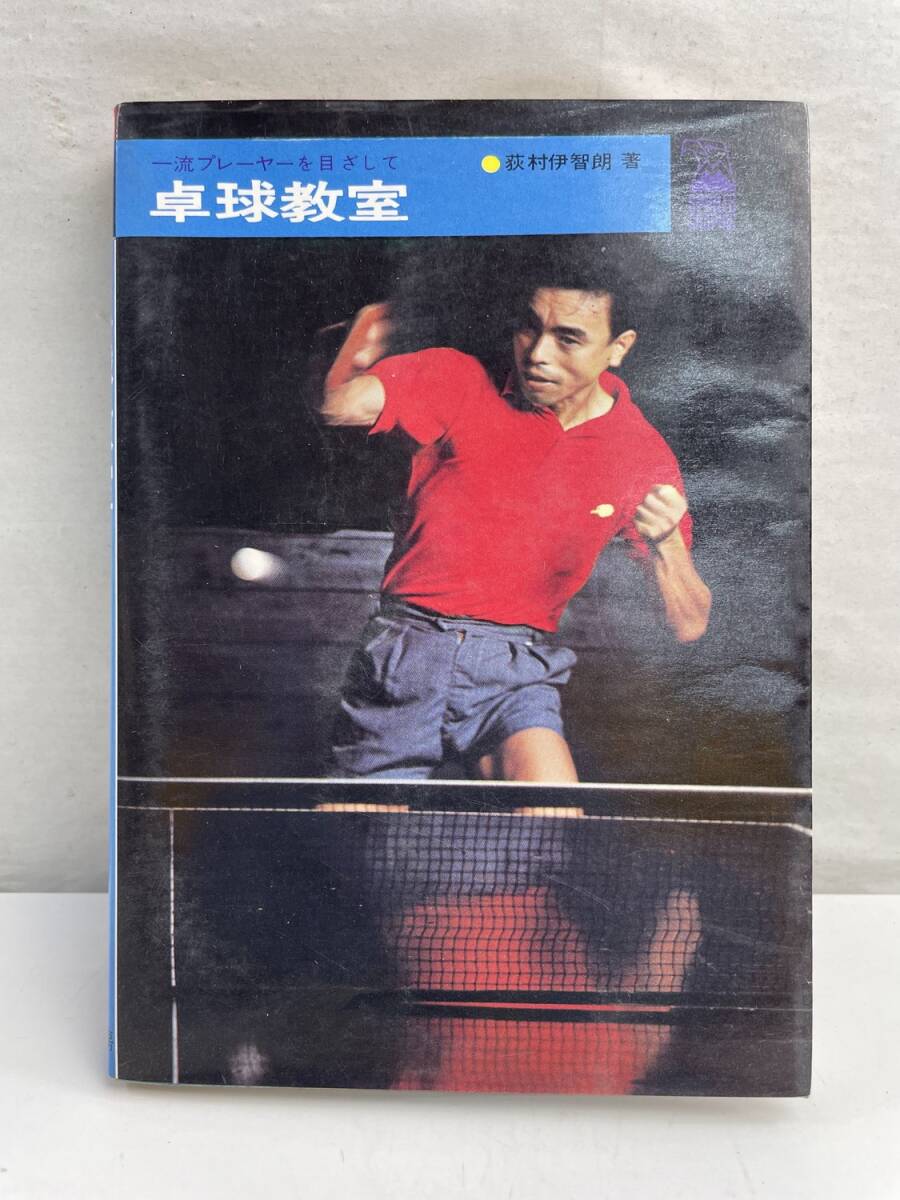 一流プレーヤーを目ざして
卓球教室
●荻村伊智朗 著